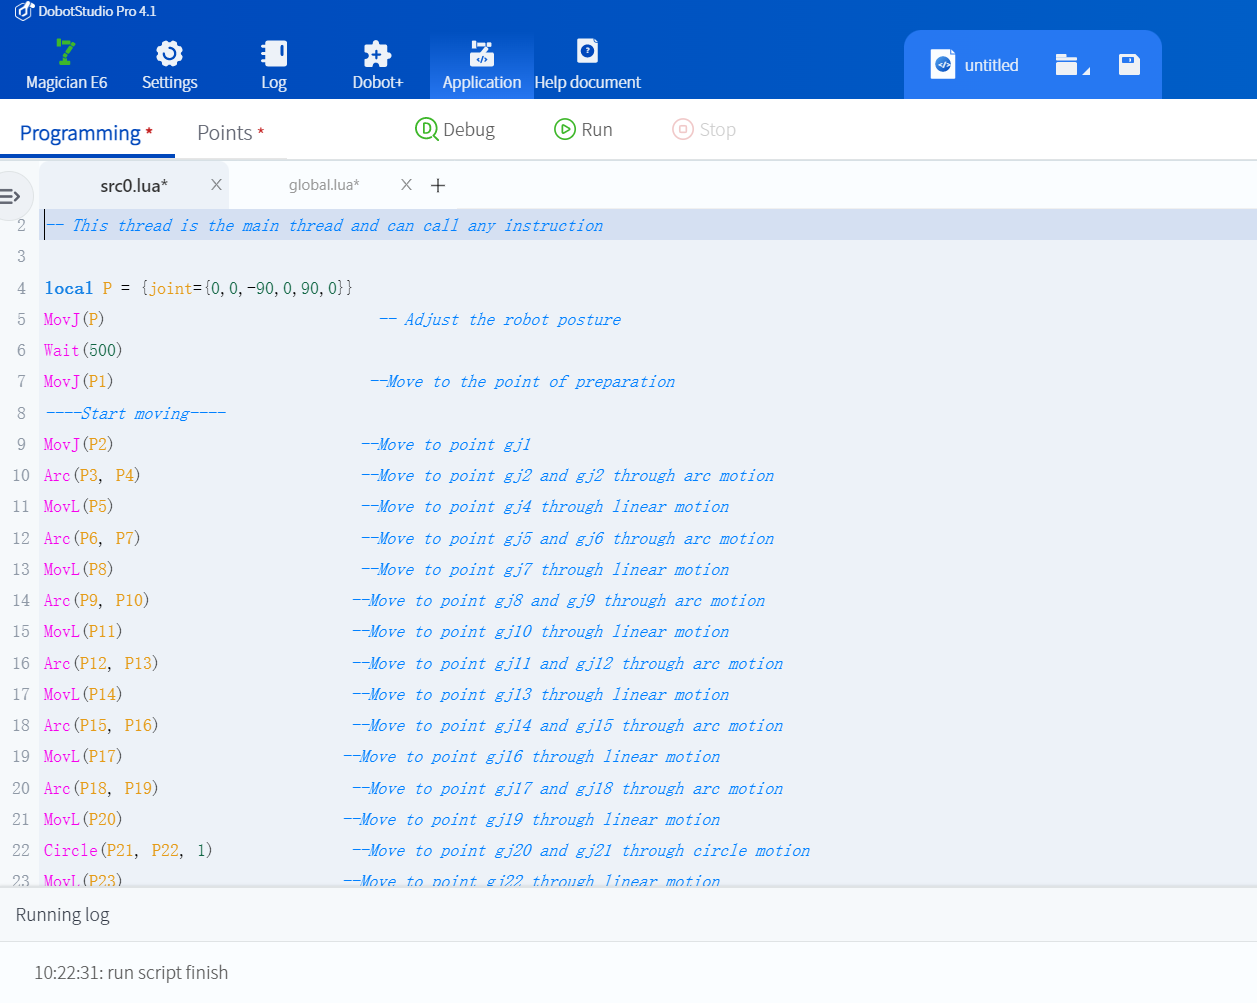 DobotStudio Pro 4.1
Magician E6 Settings Log Dobot+ Application Help document untitled
Programming * Points * Debug Run Stop
src0.lua* global.lua*
2 -- This thread is the main thread and can call any instruction
3
4 local P = {joint={0,0,-90,0,90,0}}
5 MovJ(P) -- Adjust the robot posture
6 Wait(500)
7 MovJ(P1) --Move to the point of preparation
8 ----Start moving----
9 MovJ(P2) --Move to point gj1
10 Arc(P3, P4) --Move to point gj2 and gj2 through arc motion
11 MovL(P5) --Move to point gj4 through linear motion
12 Arc(P6, P7) --Move to point gj5 and gj6 through arc motion
13 MovL(P8) --Move to point gj7 through linear motion
14 Arc(P9, P10) --Move to point gj8 and gj9 through arc motion
15 MovL(P11) --Move to point gj10 through linear motion
16 Arc(P12, P13) --Move to point gj11 and gj12 through arc motion
17 MovL(P14) --Move to point gj13 through linear motion
18 Arc(P15, P16) --Move to point gj14 and gj15 through arc motion
19 MovL(P17) --Move to point gj16 through linear motion
20 Arc(P18, P19) --Move to point gj17 and gj18 through arc motion
21 MovL(P20) --Move to point gj19 through linear motion
22 Circle(P21, P22, 1) --Move to point gj20 and gj21 through circle motion
23 MovL(P23) --Move to point gj22 through linear motion
Running log
10:22:31: run script finish